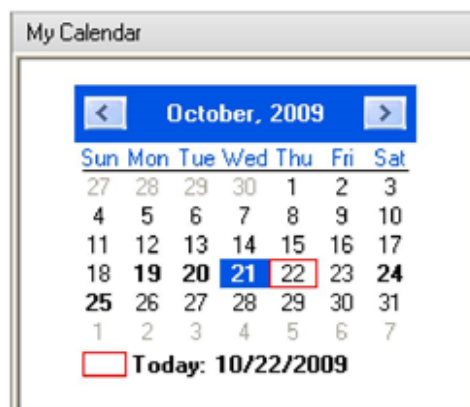 My Calendar
October, 2009
Sun Mon Tue Wed Thu Fri Sat
27 28 29 30 1 2 3
4 5 6 7 8 9 10
11 12 13 14 15 16 17
18 19 20 21 22 23 24
25 26 27 28 29 30 31
1 2 3 4 5 6 7
Today: 10/22/2009